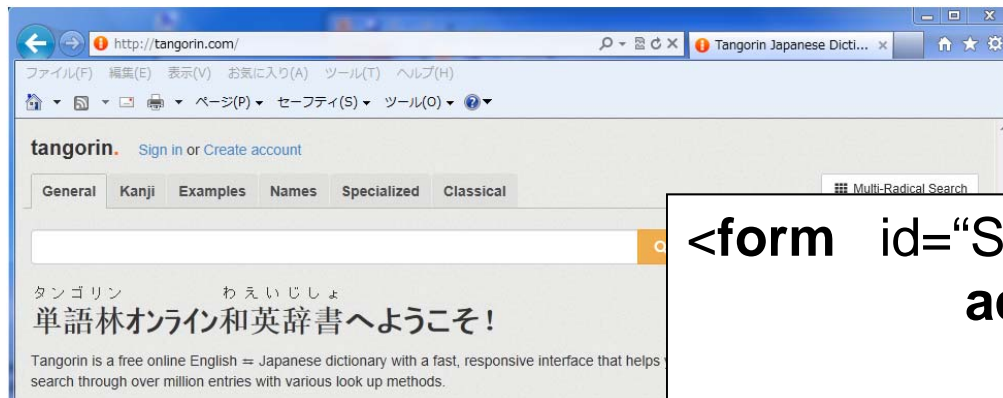 http://tangorin.com/
Tangorin Japanese Dicti...
ファイル(F) 編集(E) 表示(V) お気に入り(A) ツール(T) ヘルプ(H)
ページ(P) セーフティ(S) ツール(O)
tangorin. Sign in or Create account
General Kanji Examples Names Specialized Classical
Multi-Radical Search
<form id=“S
タンゴリン わえいじしょ
単語林オンライン和英辞書へようこそ!
Tangorin is a free online English ⇋ Japanese dictionary with a fast, responsive interface that helps
search through over million entries with various look up methods.